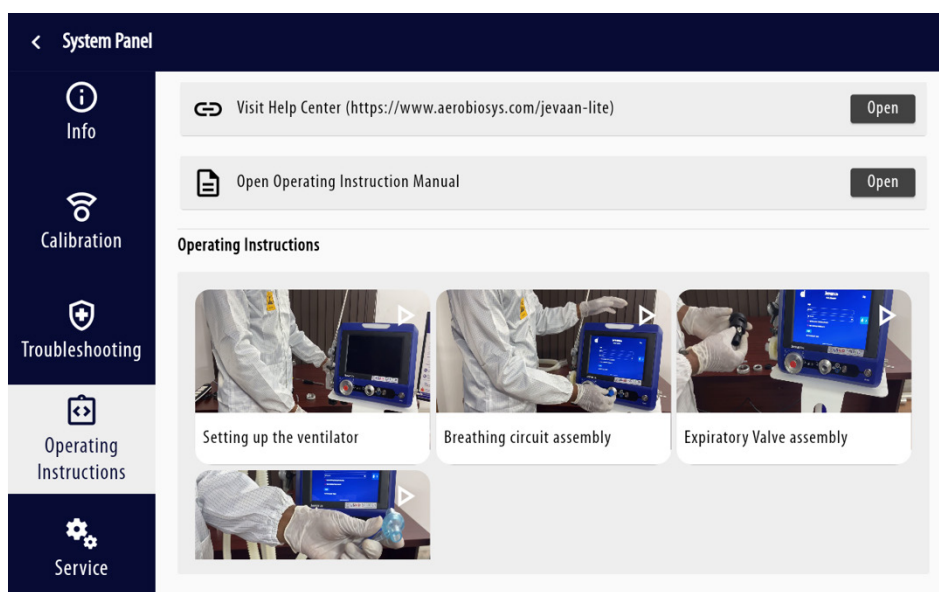 System Panel
Info
Calibration
Troubleshooting
Operating
Instructions
Service
Visit Help Center (https://www.aerobiosys.com/jevaan-lite)
Open
Open Operating Instruction Manual
Open
Operating Instructions
Setting up the ventilator
Breathing circuit assembly
Expiratory Valve assembly